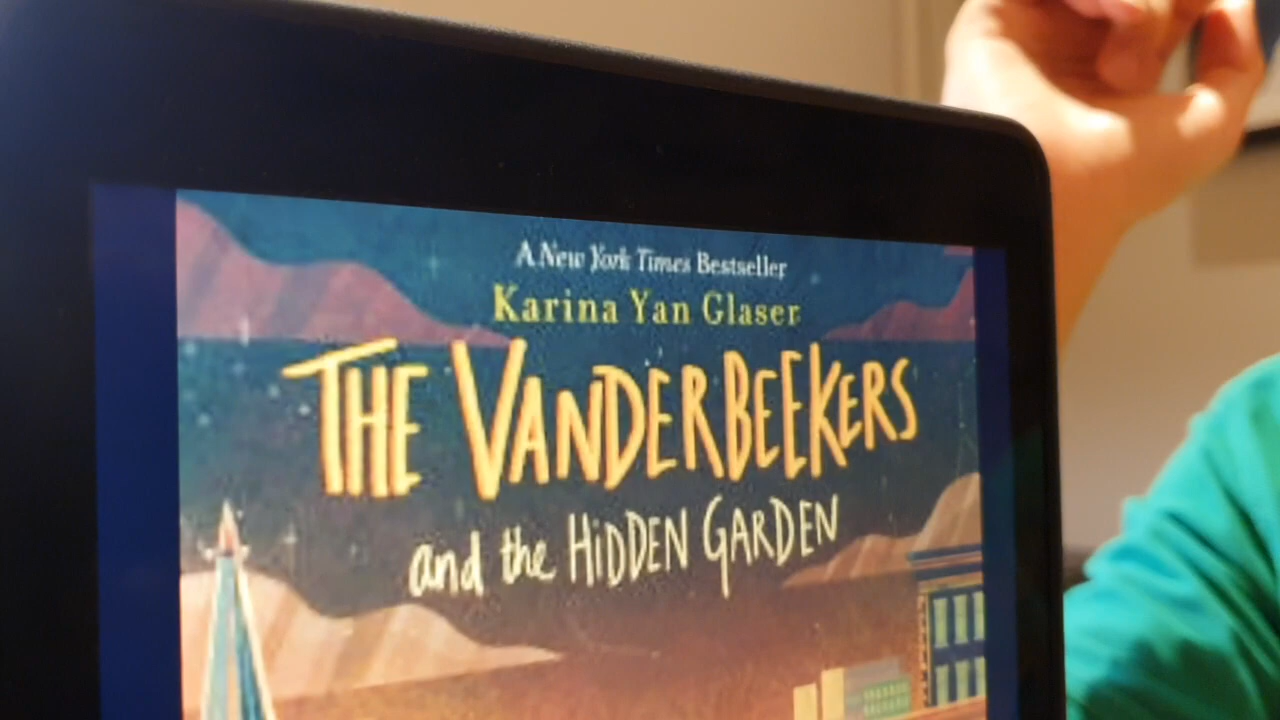 A New York Times Bestseller
Karina Yan Glaser
THE VANDERBEEKERS
and the HiDDEN GARDEN